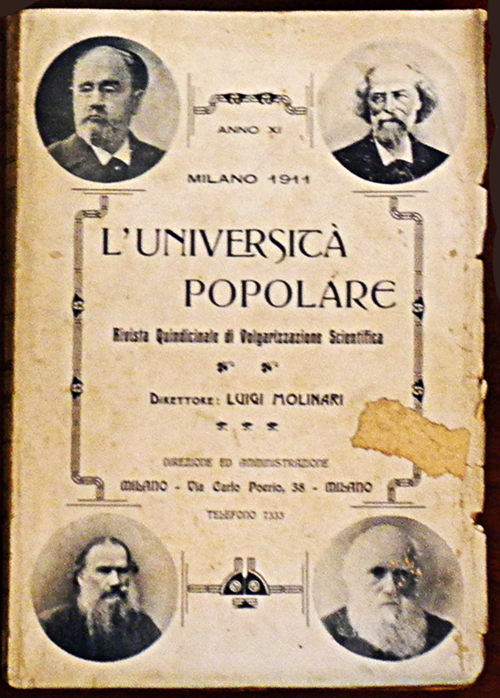 ANNO XI
MILANO 1911
L'UNIVERSITÀ
POPOLARE
Rivista Quindicinale di Volgarizzazione Scientifica
DIRETTORE: LUIGI MOLINARI
DIREZIONE ED AMMINISTRAZIONE
MILANO - Via Carlo Poerio, 38 - MILANO
TELEFONO